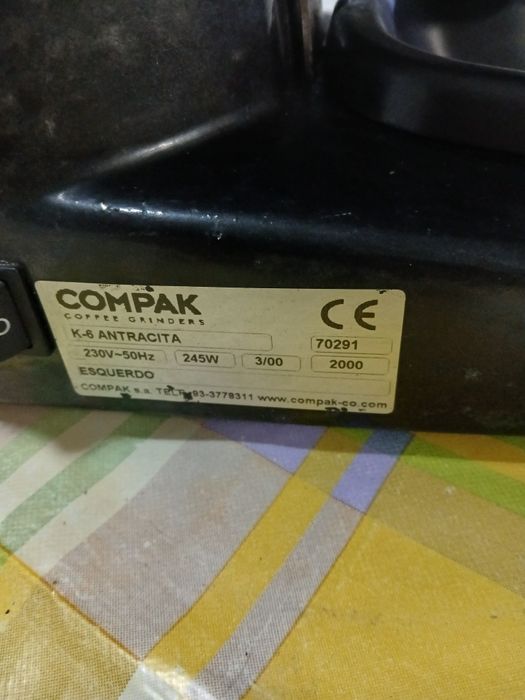 COMPAK
COFFEE GRINDERS
K-6 ANTRACITA 70291
230V~50Hz 245W 3/00 2000
ESQUERDO
COMPAK s.a. 93-3778311 www.compak-co.com
CE